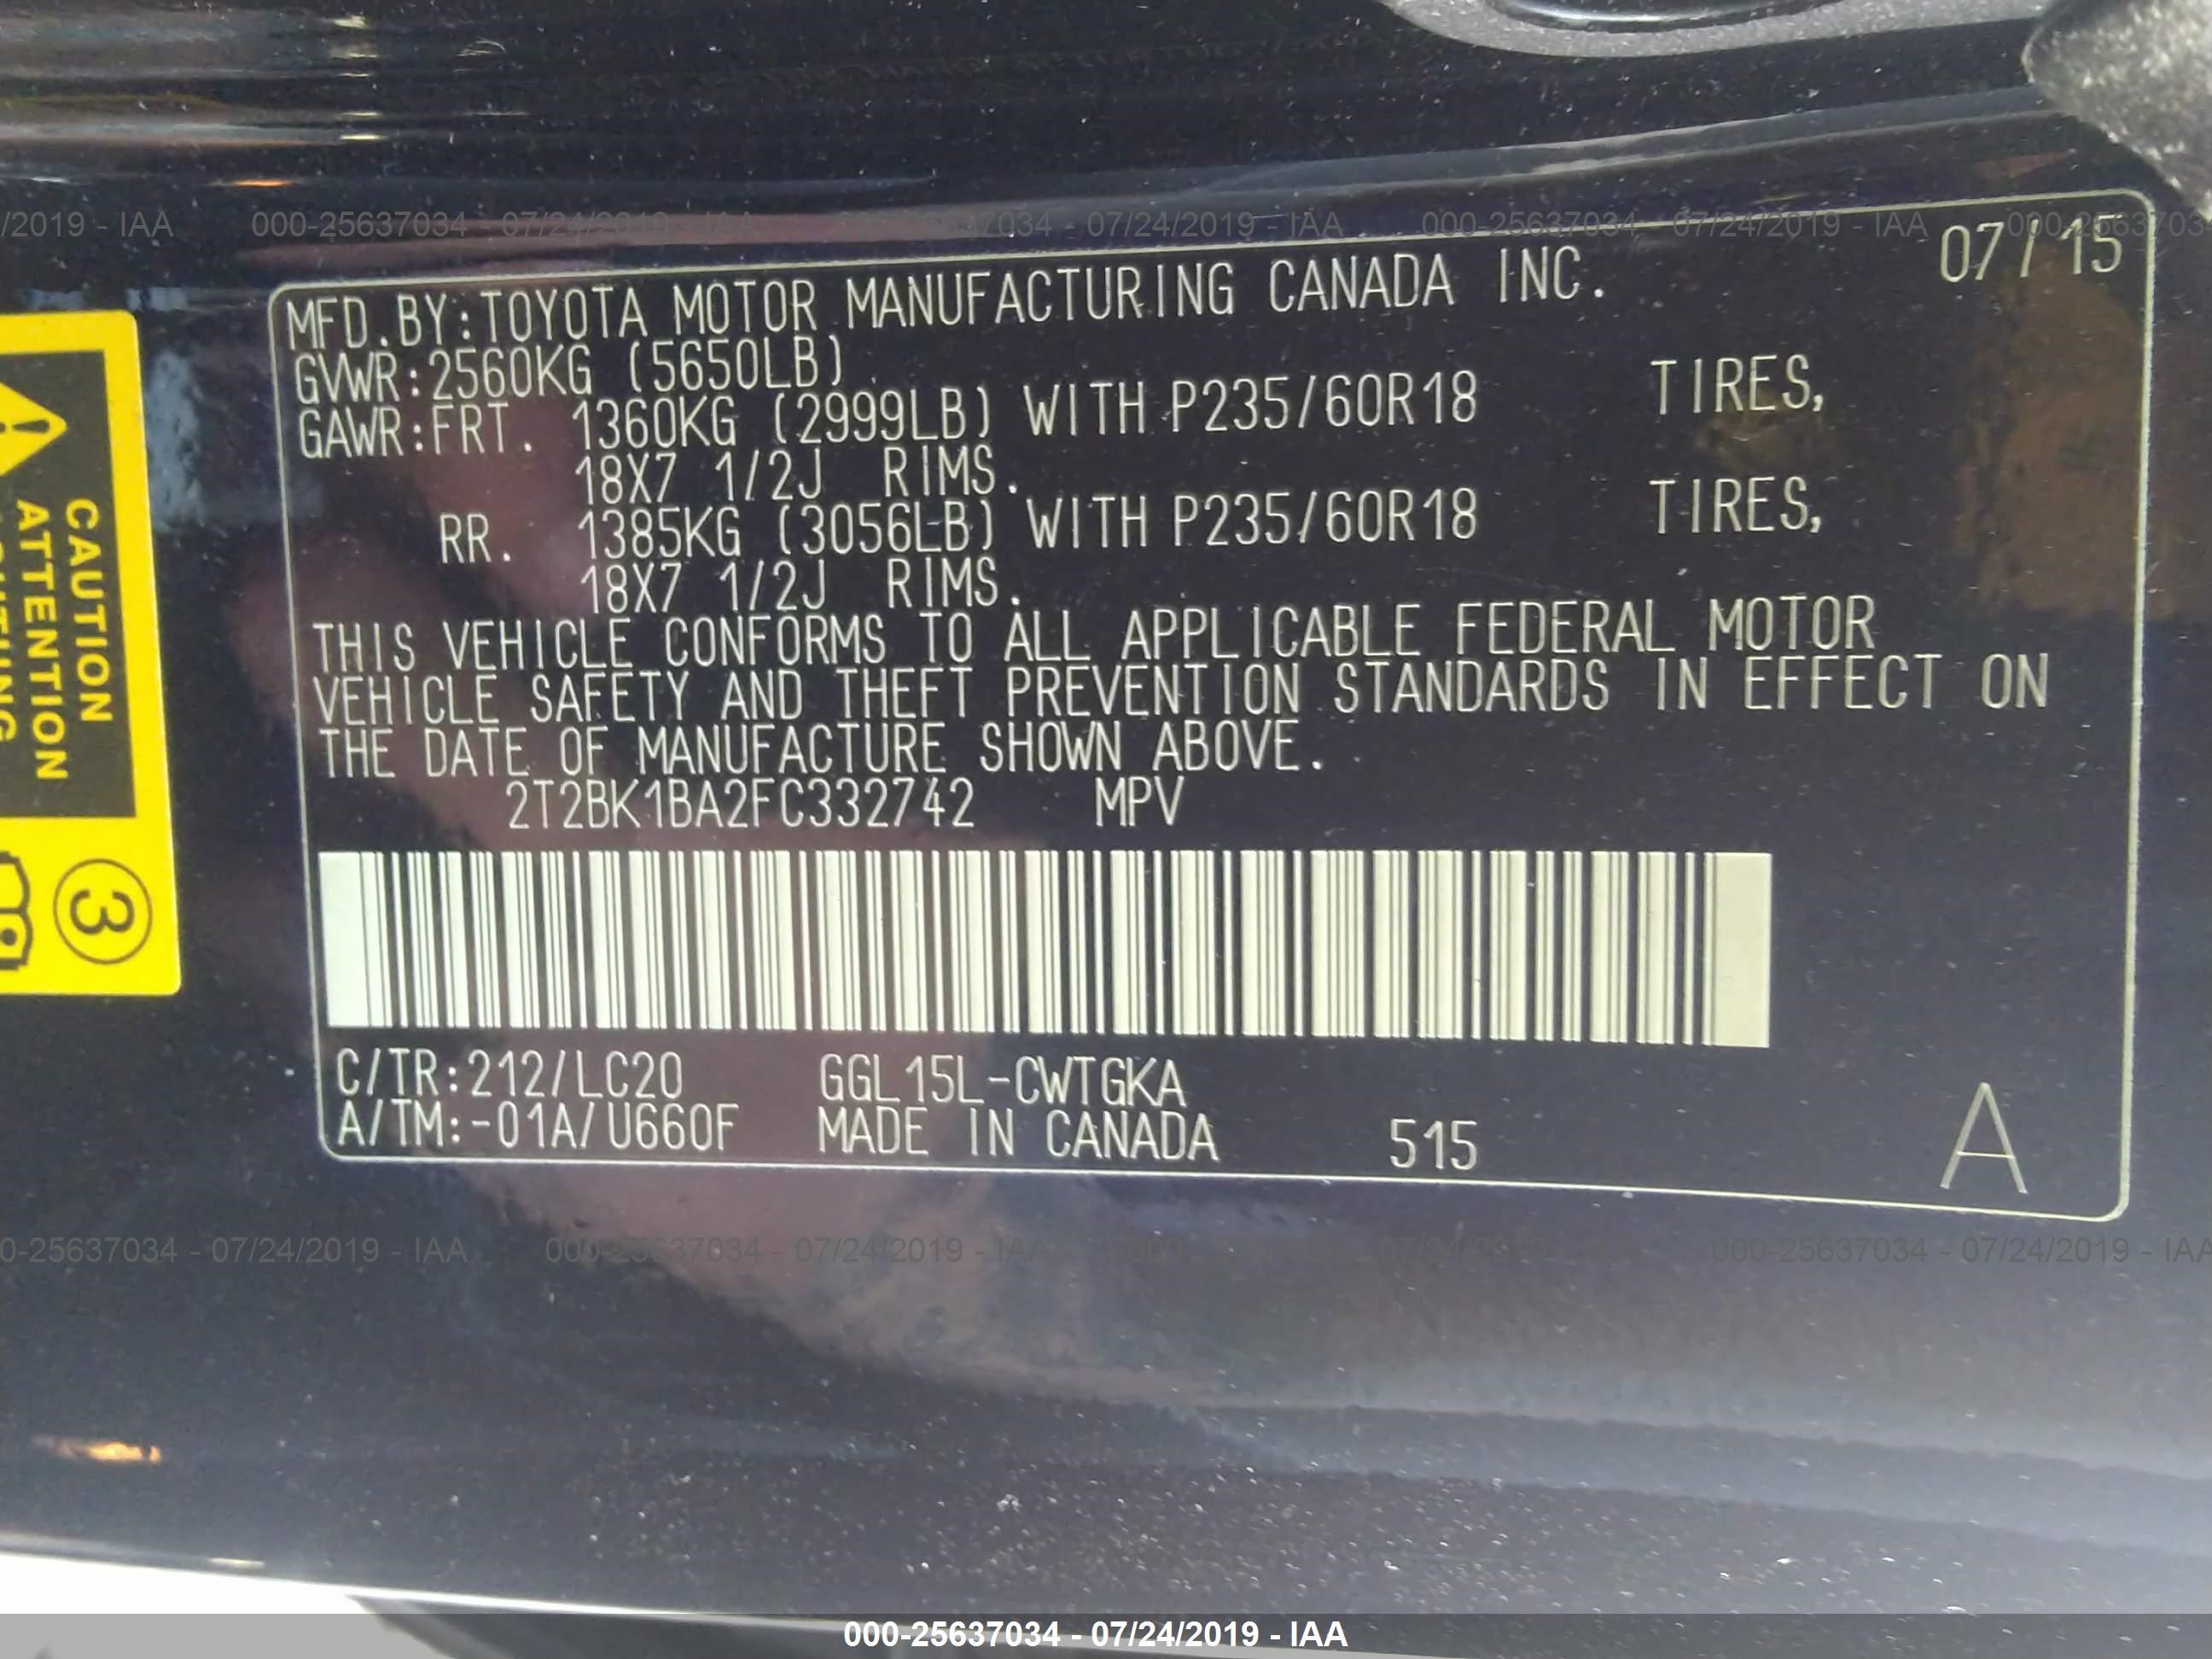 000-25637034 - 07/24/2019 - IAA
07/15
MFD.BY:TOYOTA MOTOR MANUFACTURING CANADA INC.
GVWR:2560KG (5650LB)
GAWR:FRT. 1360KG (2999LB) WITH P235/60R18 TIRES,
18X7 1/2J RIMS.
RR. 1385KG (3056LB) WITH P235/60R18 TIRES,
18X7 1/2J RIMS.
THIS VEHICLE CONFORMS TO ALL APPLICABLE FEDERAL MOTOR
VEHICLE SAFETY AND THEFT PREVENTION STANDARDS IN EFFECT ON
THE DATE OF MANUFACTURE SHOWN ABOVE.
2T2BK1BA2FC332742 MPV
C/TR:212/LC20 GGL15L-CWTGKA
A/TM:-01A/U660F MADE IN CANADA 515 A
CAUTION
ATTENTION
3
000-25637034 - 07/24/2019 - IAA
000-25637034 - 07/24/2019 - IAA